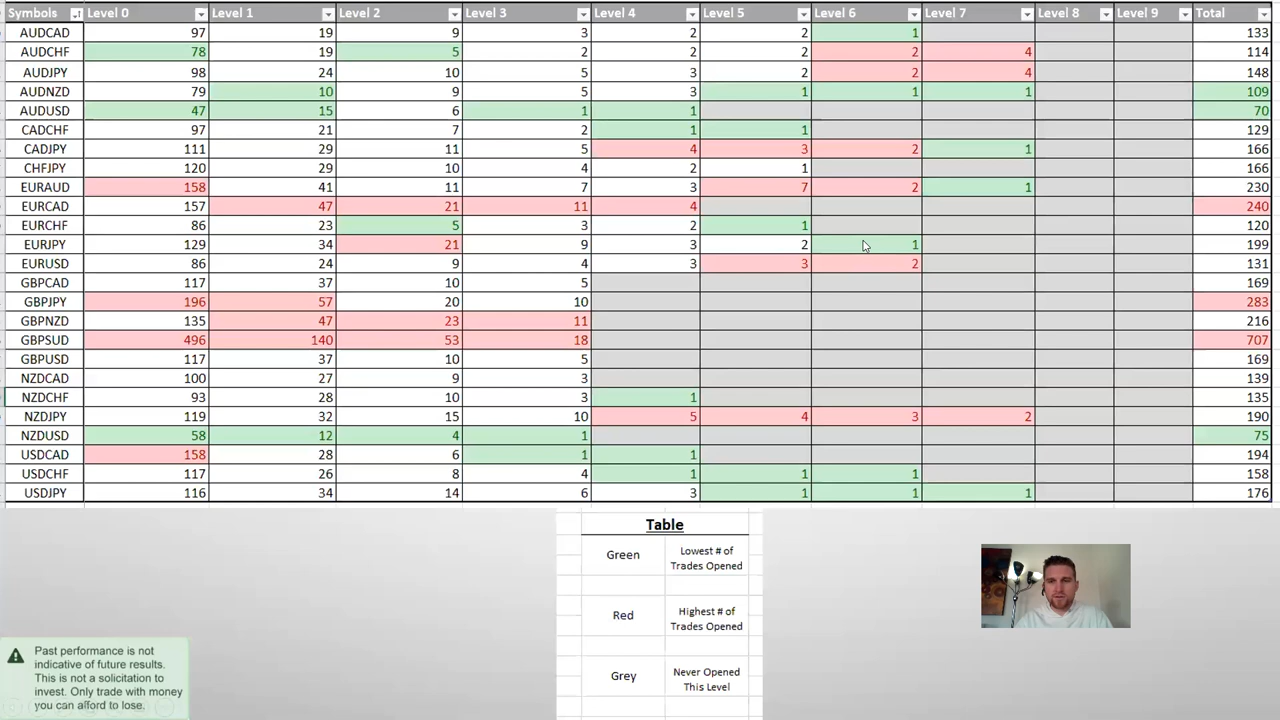 Symbols Level 0 Level 1 Level 2 Level 3 Level 4 Level 5 Level 6 Level 7 Level 8 Level 9 Total
AUDCAD 97 19 9 3 2 2 1 133
AUDCHF 78 19 5 2 2 2 2 4 114
AUDJPY 98 24 10 5 3 2 2 4 148
AUDNZD 79 10 9 5 3 1 1 1 109
AUDUSD 47 15 6 1 1 70
CADCHF 97 21 7 2 1 1 129
CADJPY 111 29 11 5 4 3 2 1 166
CHFJPY 120 29 10 4 2 1 166
EURAUD 158 41 11 7 3 7 2 1 230
EURCAD 157 47 21 11 4 240
EURCHF 86 23 5 3 2 1 120
EURJPY 129 34 21 9 3 2 1 199
EURUSD 86 24 9 4 3 3 2 131
GBPCAD 117 37 10 5 169
GBPJPY 196 57 20 10 283
GBPNZD 135 47 23 11 216
GBPSUD 496 140 53 18 707
GBPUSD 117 37 10 5 169
NZDCAD 100 27 9 3 139
NZDCHF 93 28 10 3 1 135
NZDJPY 119 32 15 10 5 4 3 2 190
NZDUSD 58 12 4 1 75
USDCAD 158 28 6 1 1 194
USDCHF 117 26 8 4 1 1 1 158
USDJPY 116 34 14 6 3 1 1 1 176
Table
Green Lowest # of
Trades Opened
Red Highest # of
Trades Opened
Grey Never Opened
This Level
Past performance is not
indicative of future results.
This is not a solicitation to
invest. Only trade with money
you can afford to lose.